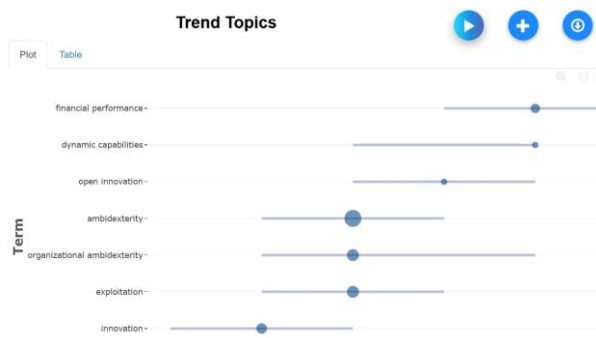 Trend Topics
Plot
Table
Term
financial performance
dynamic capabilities
open innovation
ambidexterity
organizational ambidexterity
exploitation
innovation